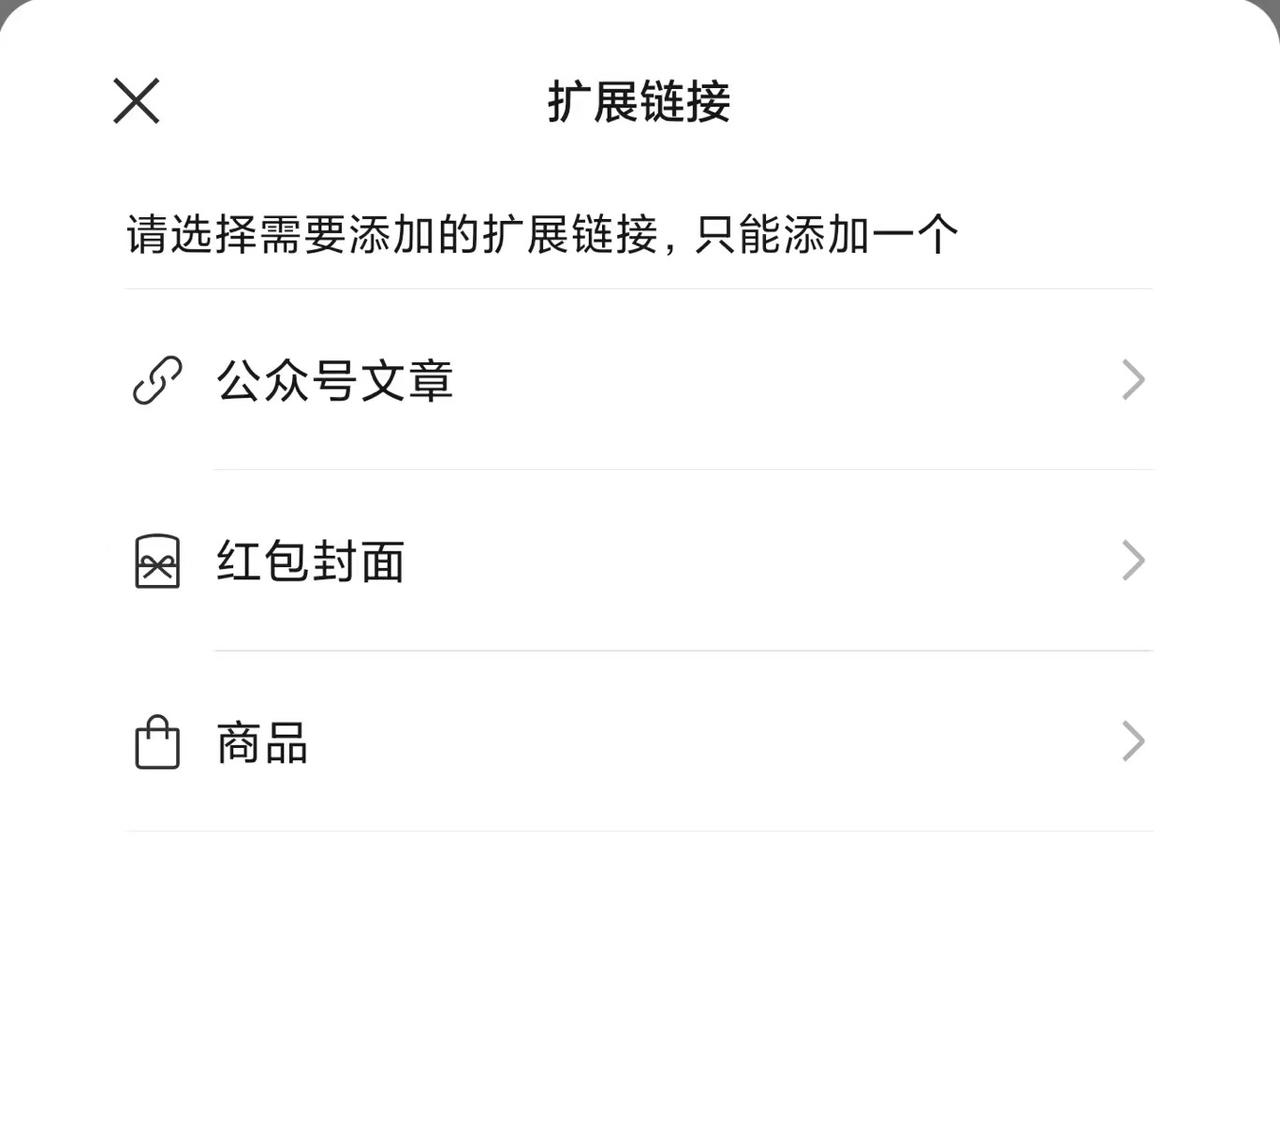 扩展链接
请选择需要添加的扩展链接，只能添加一个
公众号文章
红包封面
商品